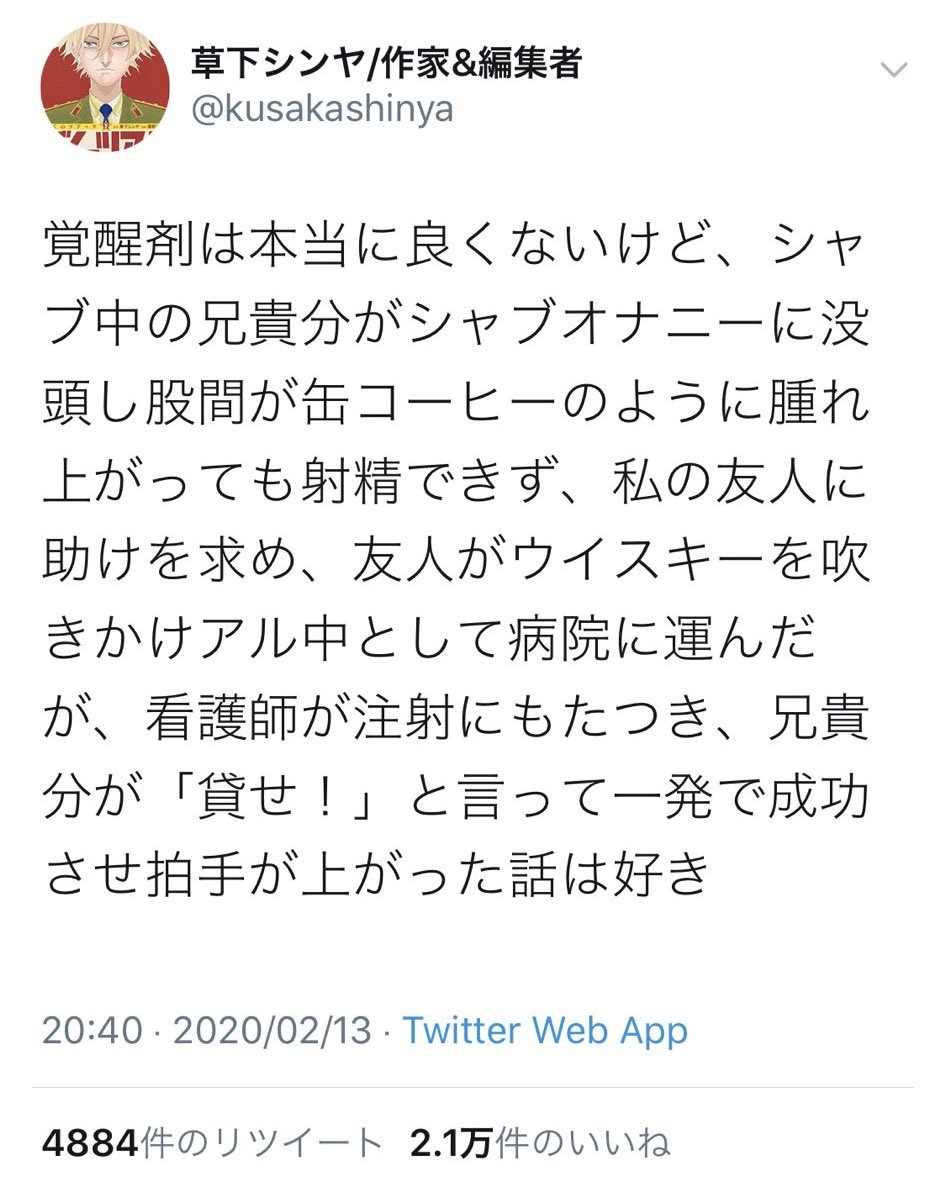 草下シンヤ/作家&編集者
@kusakashinya
覚醒剤は本当に良くないけど、シャ
ブ中の兄貴分がシャブオナニーに没
頭し股間が缶コーヒーのように腫れ
上がっても射精できず、私の友人に
助けを求め、友人がウイスキーを吹
きかけアル中として病院に運んだ
が、看護師が注射にもたつき、兄貴
分が「貸せ！」と言って一発で成功
させ拍手が上がった話は好き
20:40 · 2020/02/13 · Twitter Web App
4884件のリツイート 2.1万件のいいね